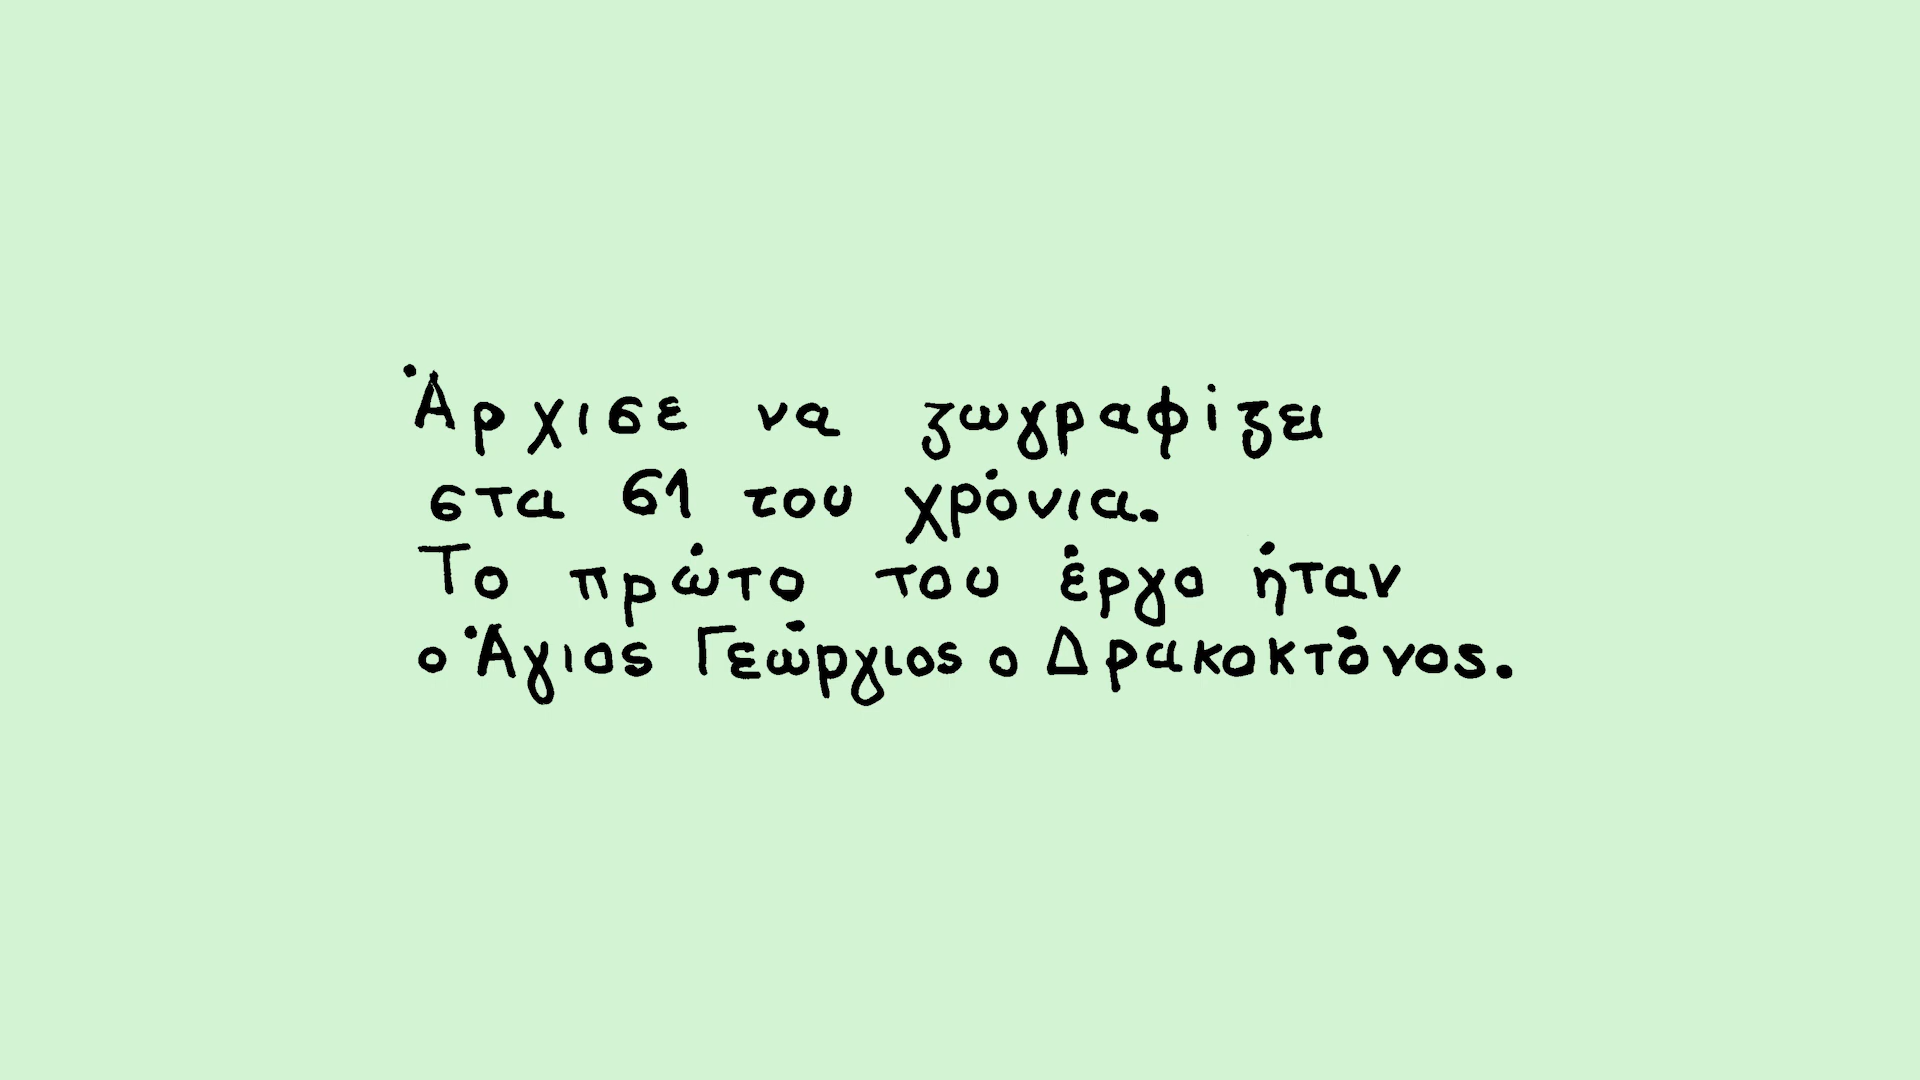 Άρχισε να ζωγραφίζει
στα 61 του χρόνια.
Το πρώτο του έργο ήταν
ο Άγιος Γεώργιος ο Δρακοκτόνος.